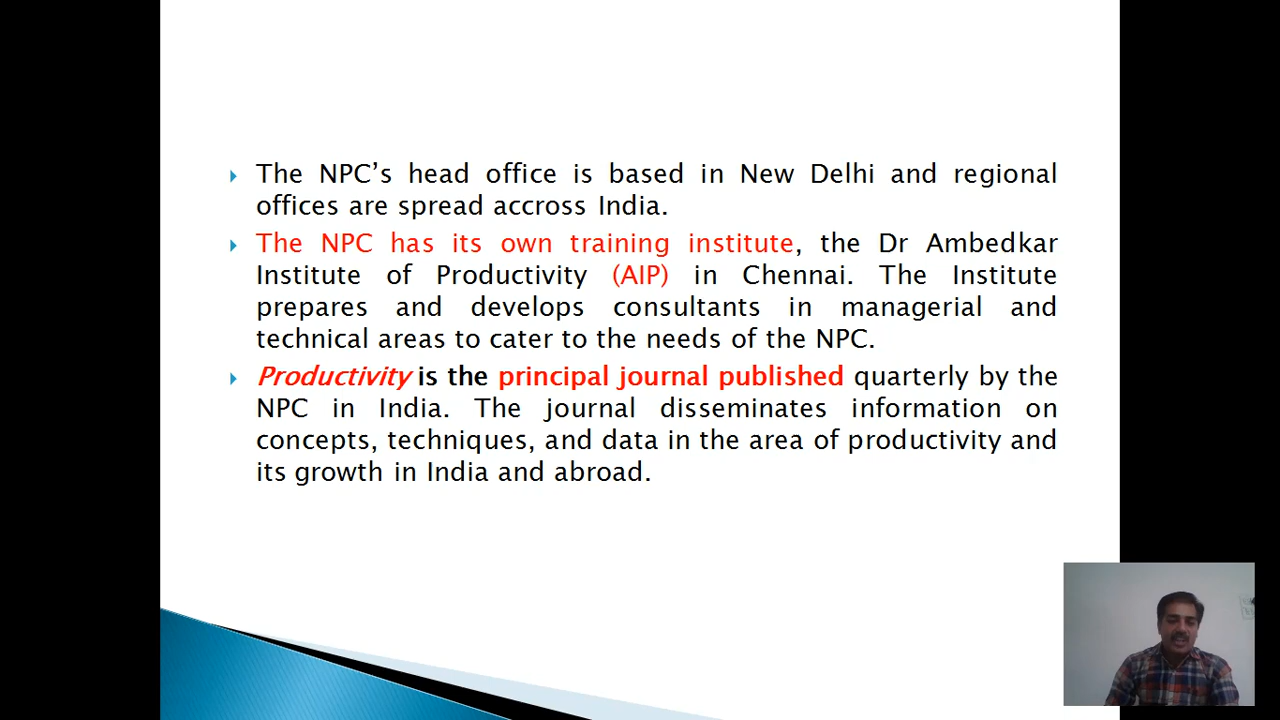 The NPC’s head office is based in New Delhi and regional
offices are spread accross India.
The NPC has its own training institute, the Dr Ambedkar
Institute of Productivity (AIP) in Chennai. The Institute
prepares and develops consultants in managerial and
technical areas to cater to the needs of the NPC.
Productivity is the principal journal published quarterly by the
NPC in India. The journal disseminates information on
concepts, techniques, and data in the area of productivity and
its growth in India and abroad.